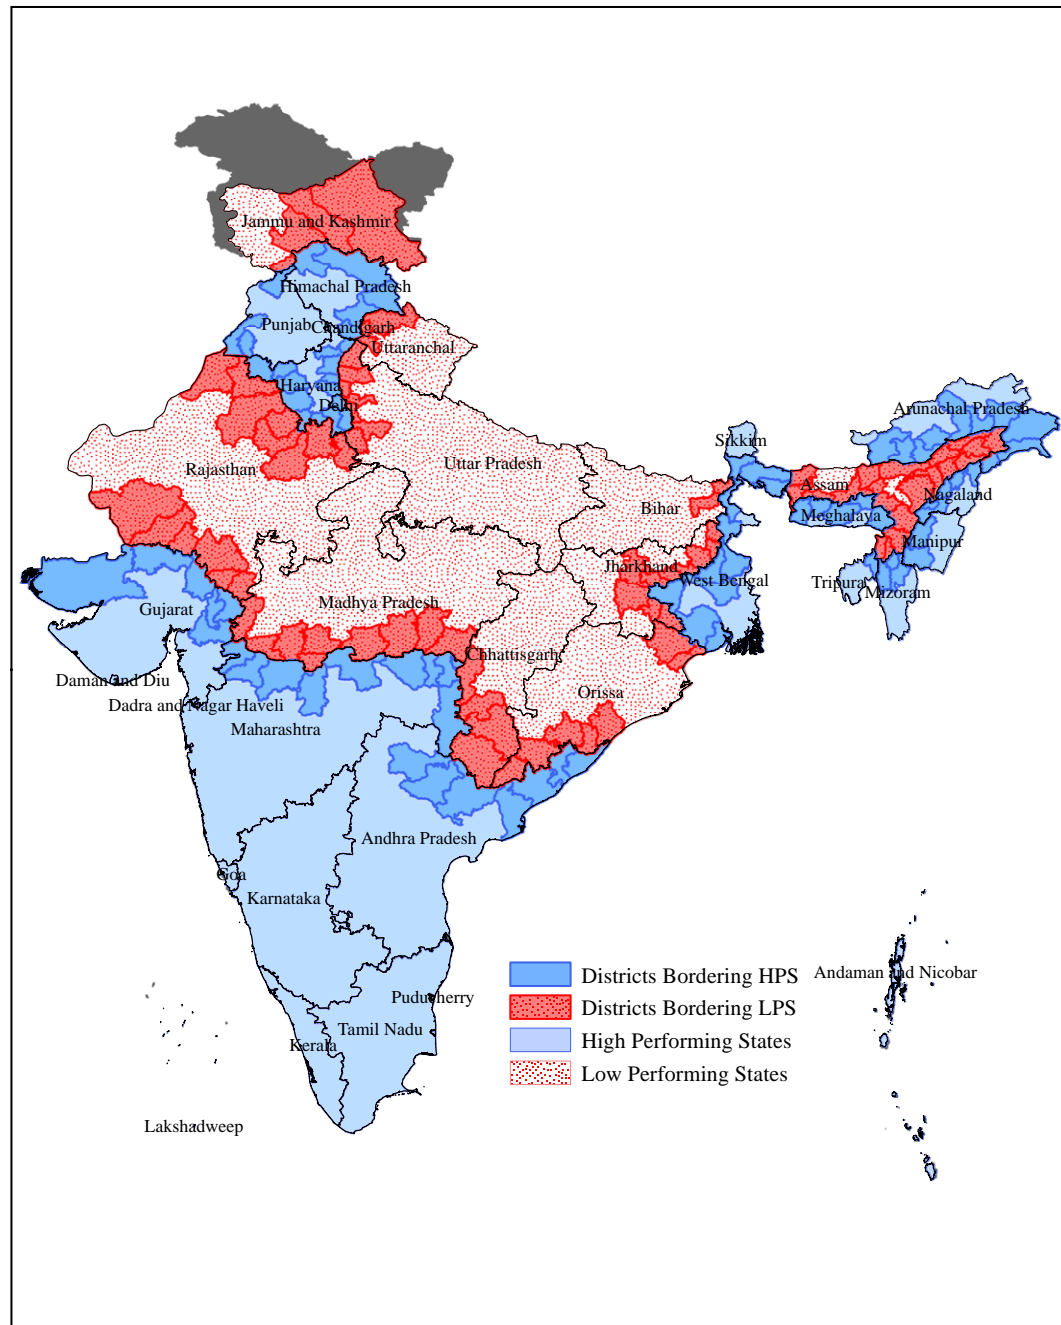 Jammu and Kashmir
Himachal Pradesh
Punjab
Chandigarh
Uttaranchal
Haryana
Delhi
Arunachal Pradesh
Sikkim
Rajasthan
Uttar Pradesh
Assam
Nagaland
Bihar
Meghalaya
Manipur
Jharkhand
West Bengal
Tripura
Mizoram
Gujarat
Madhya Pradesh
Chhattisgarh
Daman and Diu
Orissa
Dadra and Nagar Haveli
Maharashtra
Andhra Pradesh
Goa
Karnataka
Andaman and Nicobar
Puducherry
Tamil Nadu
Kerala
Lakshadweep
Districts Bordering HPS
Districts Bordering LPS
High Performing States
Low Performing States